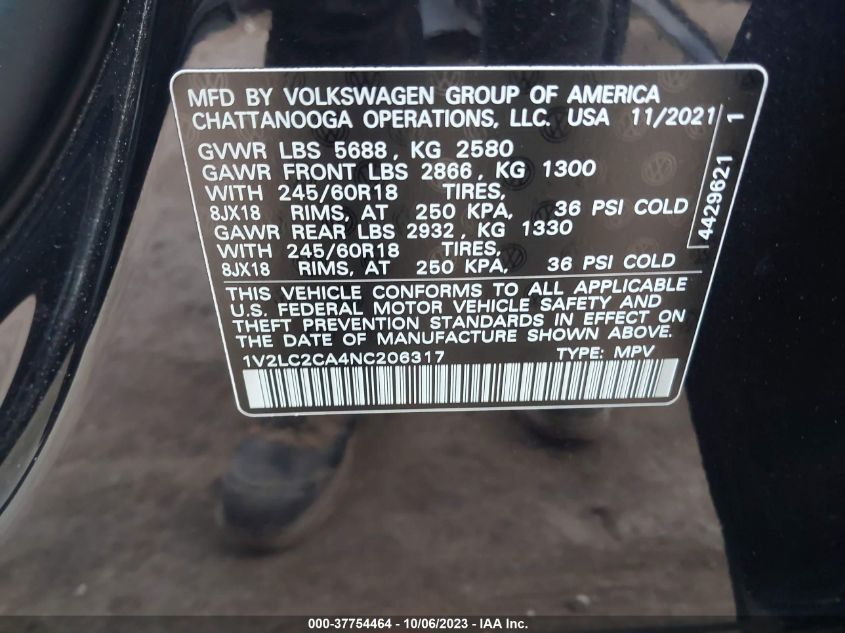 MFD BY VOLKSWAGEN GROUP OF AMERICA
CHATTANOOGA OPERATIONS, LLC. USA 11/2021
GVWR LBS 5688, KG 2580
GAWR FRONT LBS 2866, KG 1300
WITH 245/60R18 TIRES,
8JX18 RIMS, AT 250 KPA, 36 PSI COLD
GAWR REAR LBS 2932, KG 1330
WITH 245/60R18 TIRES,
8JX18 RIMS, AT 250 KPA, 36 PSI COLD
THIS VEHICLE CONFORMS TO ALL APPLICABLE
U.S. FEDERAL MOTOR VEHICLE SAFETY AND
THEFT PREVENTION STANDARDS IN EFFECT ON
THE DATE OF MANUFACTURE SHOWN ABOVE.
1V2LC2CA4NC206317 TYPE: MPV
4429621 1
000-37754464 - 10/06/2023 - IAA Inc.